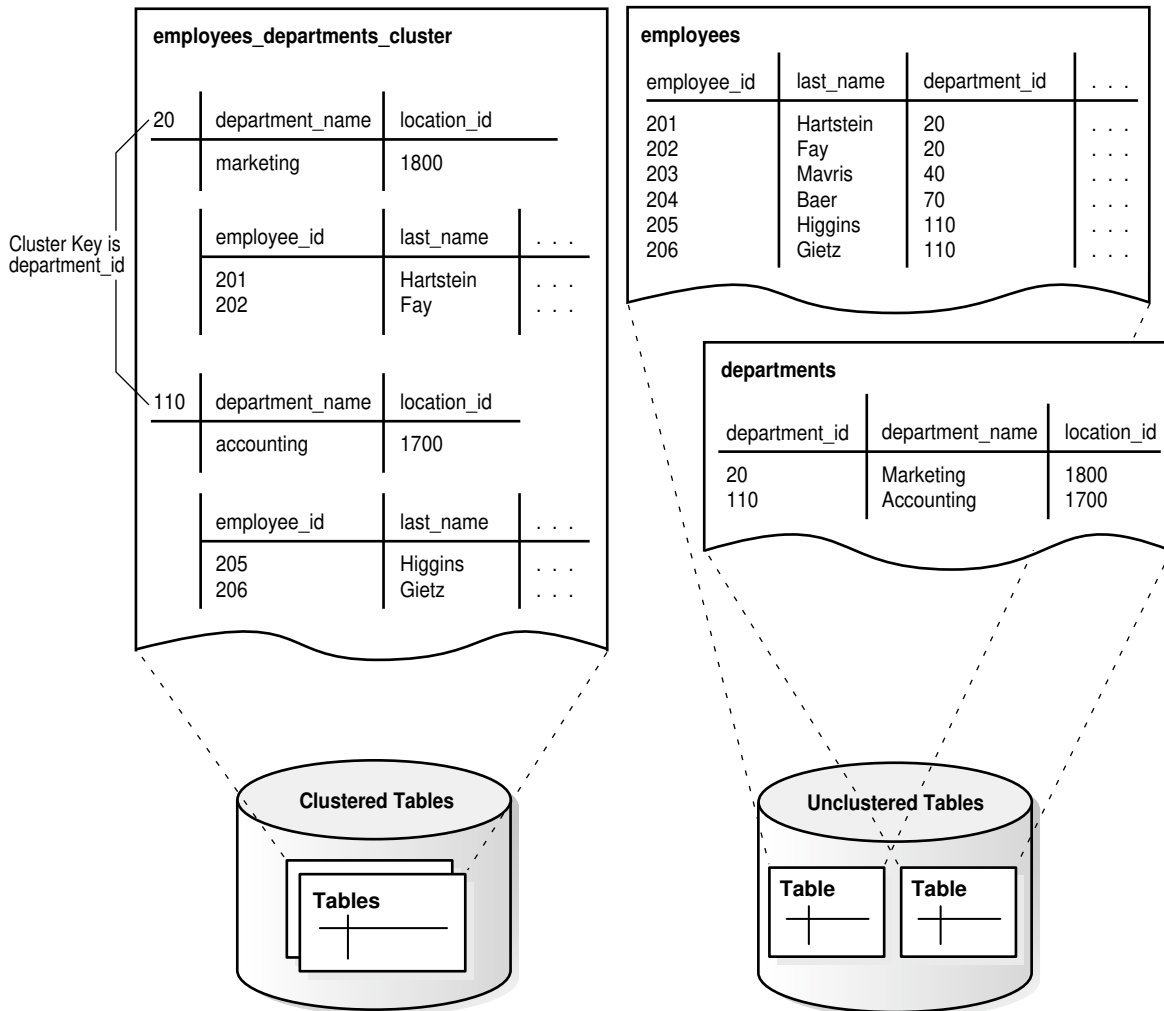 employees_departments_cluster
20 department_name location_id
marketing 1800
employee_id last_name . . .
201 Hartstein . . .
202 Fay . . .
Cluster Key is
department_id
110 department_name location_id
accounting 1700
employee_id last_name . . .
205 Higgins . . .
206 Gietz . . .
Clustered Tables
Tables
employees
employee_id last_name department_id . . .
201 Hartstein 20 . . .
202 Fay 20 . . .
203 Mavris 40 . . .
204 Baer 70 . . .
205 Higgins 110 . . .
206 Gietz 110 . . .
departments
department_id department_name location_id
20 Marketing 1800
110 Accounting 1700
Unclustered Tables
Table
Table